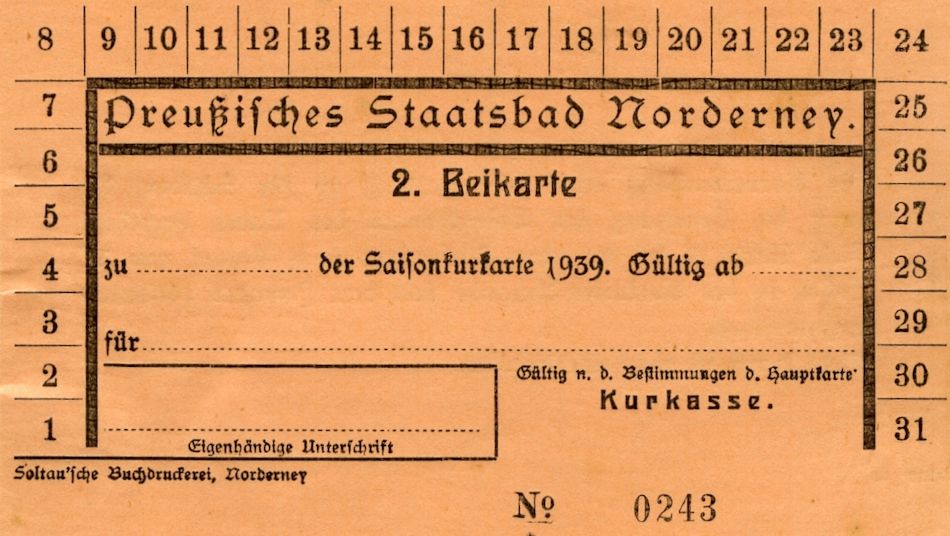 8 9 10 11 12 13 14 15 16 17 18 19 20 21 22 23 24
7 Preußisches Staatsbad Norderney. 25
6 26
2. Beikarte
5 27
4 zu der Saisonkurkarte 1939. Gültig ab 28
3 29
für
2 Gültig n. d. Bestimmungen d. Hauptkarte 30
Kurkasse.
1 31
Eigenhändige Unterschrift
Soltau'sche Buchdruckerei, Norderney
No 0243